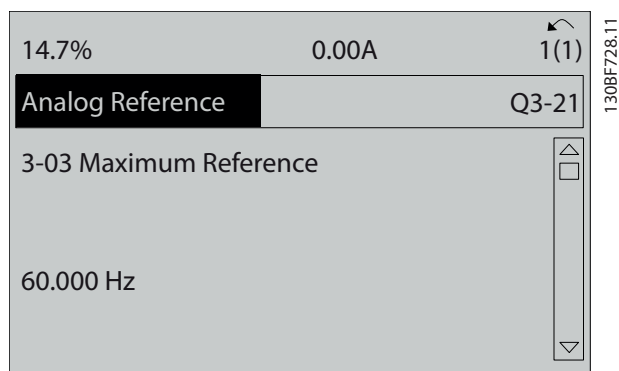 14.7% 0.00A 1(1)
Analog Reference Q3-21
3-03 Maximum Reference
60.000 Hz
130BF728.11